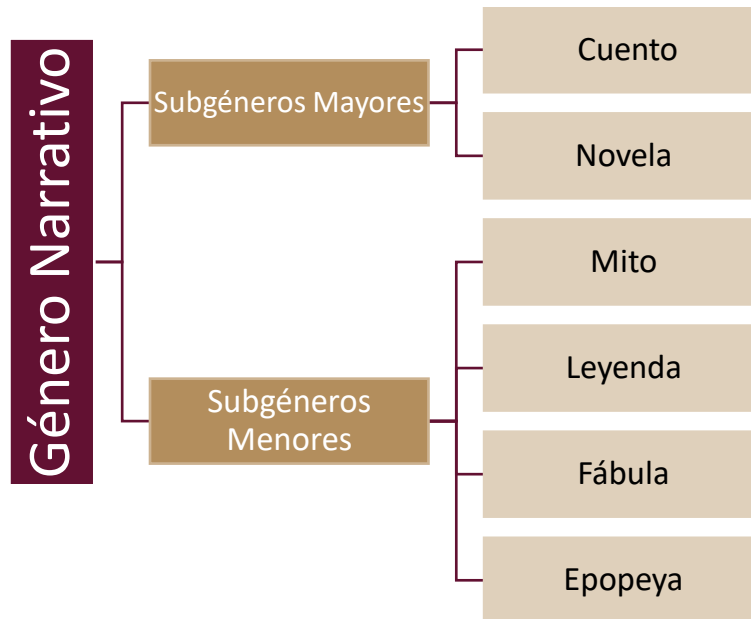 Género Narrativo
Subgéneros Mayores
Cuento
Novela
Subgéneros
Menores
Mito
Leyenda
Fábula
Epopeya